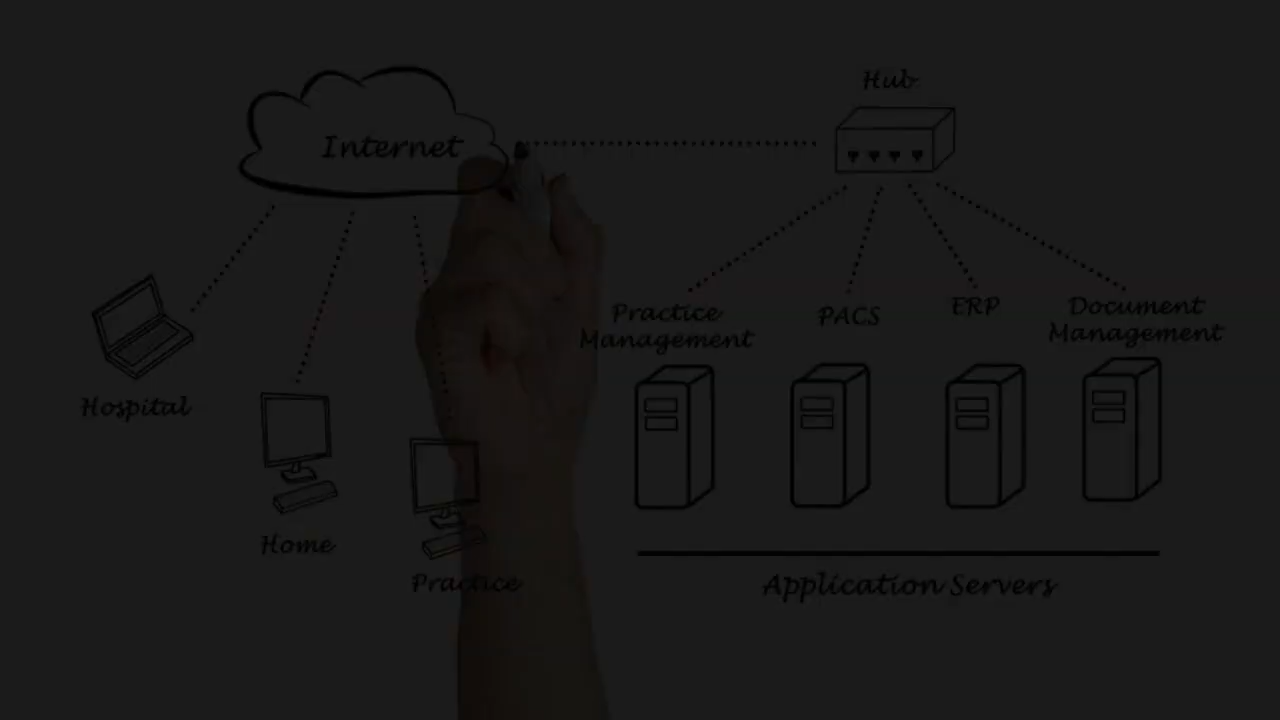 Hub
Internet
Practice
Management
PACS
ERP
Document
Management
Hospital
Home
Practice
Application Servers